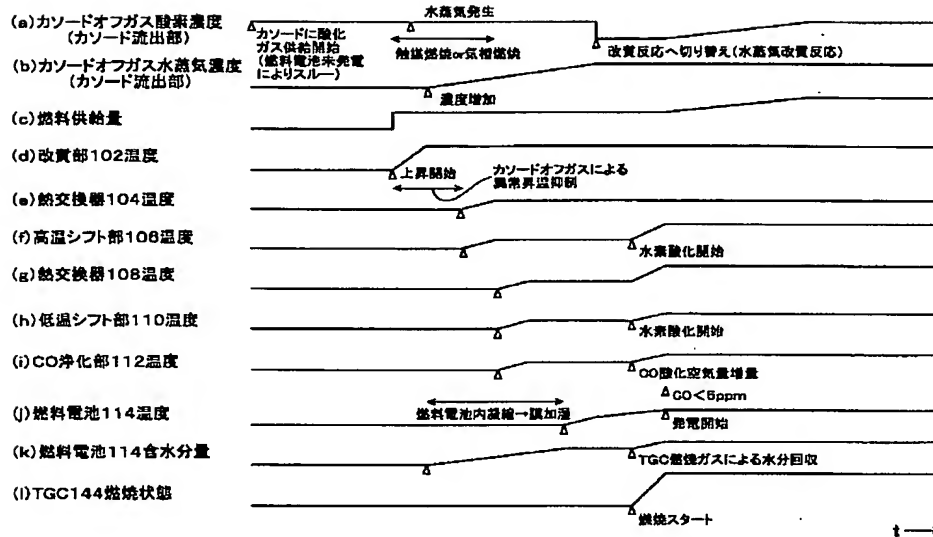 (a)カソードオフガス酸素濃度
(カソード流出部)
水蒸気発生
カソードに酸化
ガス供給開始
(燃料電池未発電
によりスルー)
触媒燃焼or気相燃焼
改質反応へ切り替え(水蒸気改質反応)
(b)カソードオフガス水蒸気濃度
(カソード流出部)
濃度増加
(c)燃料供給量
(d)改質部102温度
上昇開始
カソードオフガスによる
異常昇温抑制
(e)熱交換器104温度
(f)高温シフト部106温度
水素酸化開始
(g)熱交換器108温度
(h)低温シフト部110温度
水素酸化開始
(i)CO浄化部112温度
CO酸化空気量増量
CO<5ppm
(j)燃料電池114温度
燃料電池内凝縮→膜加湿
発電開始
(k)燃料電池114含水分量
TGC燃焼ガスによる水分回収
(l)TGC144燃焼状態
燃焼スタート
t